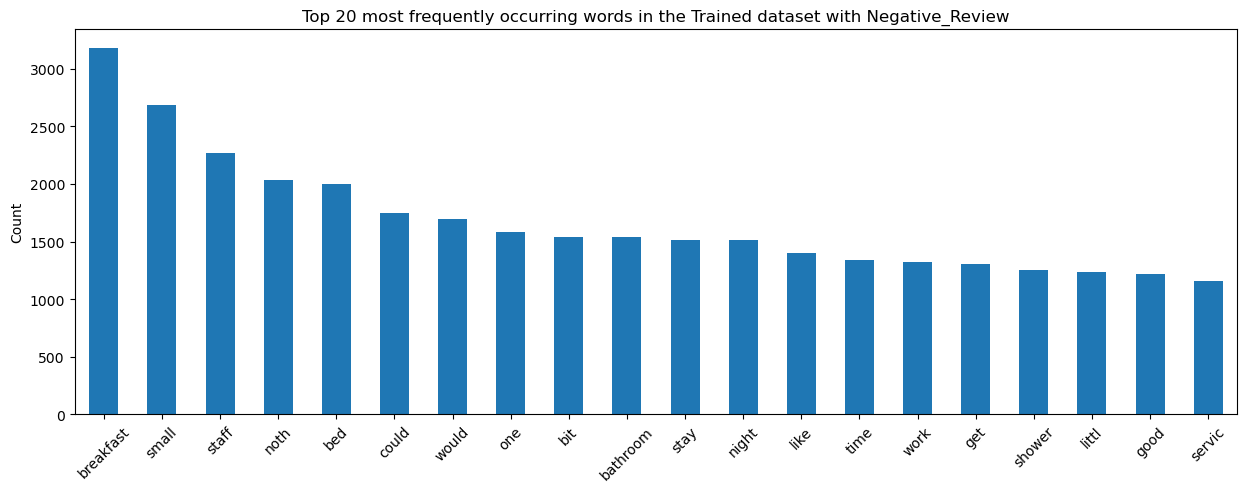 Top 20 most frequently occurring words in the Trained dataset with Negative_Review
Count
3000
2500
2000
1500
1000
500
0
breakfast
small
staff
noth
bed
could
would
one
bit
bathroom
stay
night
like
time
work
get
shower
littl
good
servic